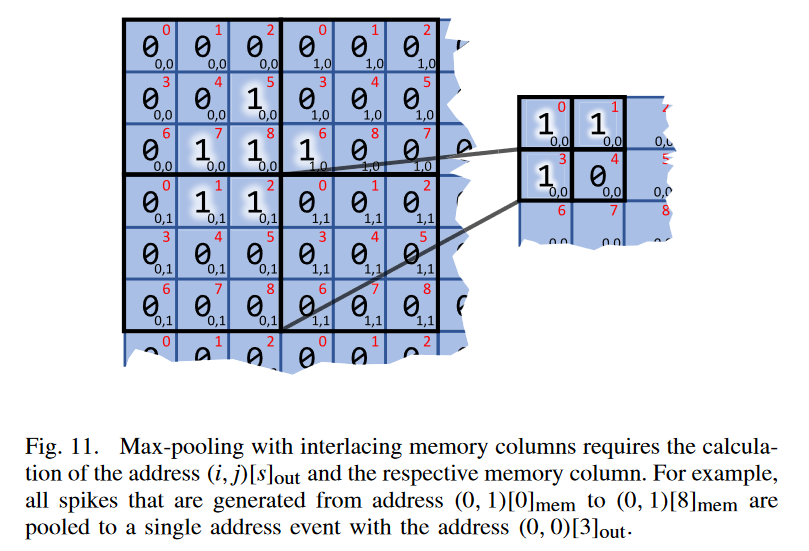 0 1 2 0 1 2
0 0 0 0 0 0
0,0 0,0 0,0 1,0 1,0 1,0
3 4 5 3 4 5
0 0 1 0 0 0
0,0 0,0 0,0 1,0 1,0 1,0
6 7 8 6 8 7
0 1 1 1 0 0
0,0 0,0 0,0 1,0 1,0 1,0
0 1 2 0 1 2
0 1 1 0 0 0
0,1 0,1 0,1 1,1 1,1 1,1
3 4 5 3 4 5
0 0 0 0 0 0
0,1 0,1 0,1 1,1 1,1 1,1
6 7 8 6 7 8
0 0 0 0 0 0
0,1 0,1 0,1 1,1 1,1 1,1
0 1 2 0 1 2
0 1
1 1
0,0 0,0
3 4
1 0
0,0 0,0
6 7 8
Fig. 11. Max-pooling with interlacing memory columns requires the calcula-
tion of the address (i, j)[s]out and the respective memory column. For example,
all spikes that are generated from address (0, 1)[0]mem to (0, 1)[8]mem are
pooled to a single address event with the address (0, 0)[3]out.